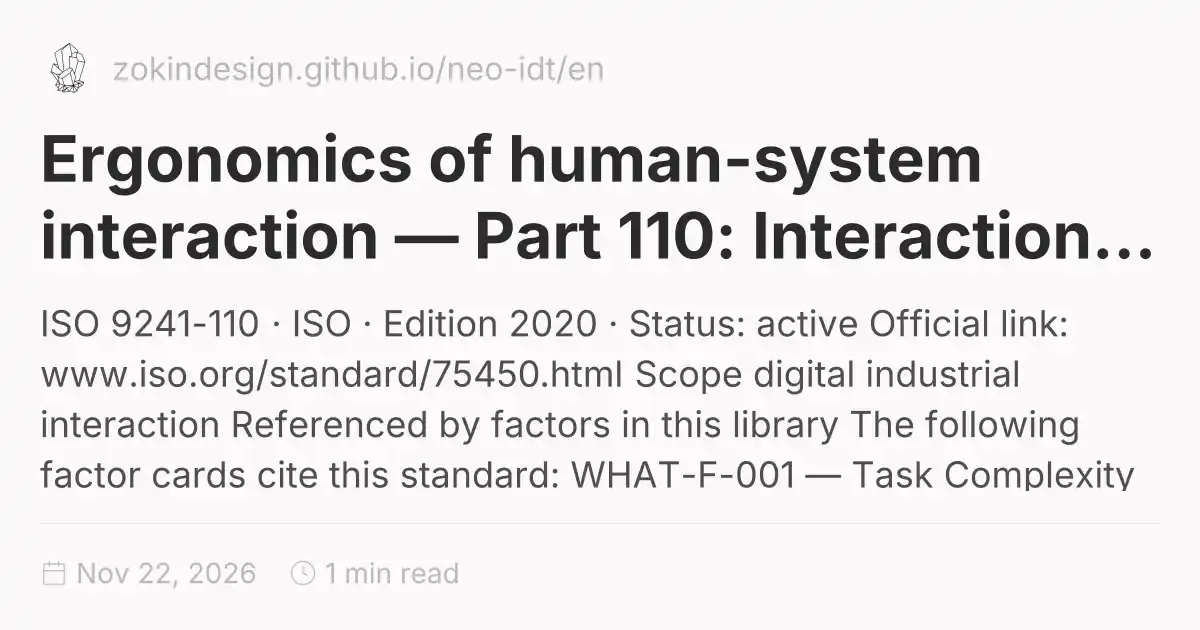 zokindesign.github.io/neo-idt/en
Ergonomics of human-system
interaction — Part 110: Interaction…
ISO 9241-110 · ISO · Edition 2020 · Status: active Official link:
www.iso.org/standard/75450.html Scope digital industrial
interaction Referenced by factors in this library The following
factor cards cite this standard: WHAT-F-001 — Task Complexity
Nov 22, 2026
1 min read